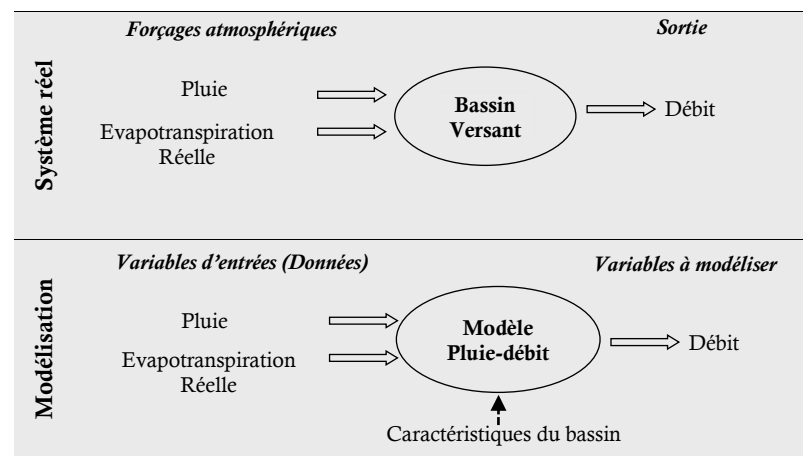 Forçages atmosphériques
Sortie
Système réel
Pluie
Evapotranspiration
Réelle
Bassin
Versant
Débit
Variables d'entrées (Données)
Variables à modéliser
Modélisation
Pluie
Evapotranspiration
Réelle
Modèle
Pluie-débit
Débit
Caractéristiques du bassin